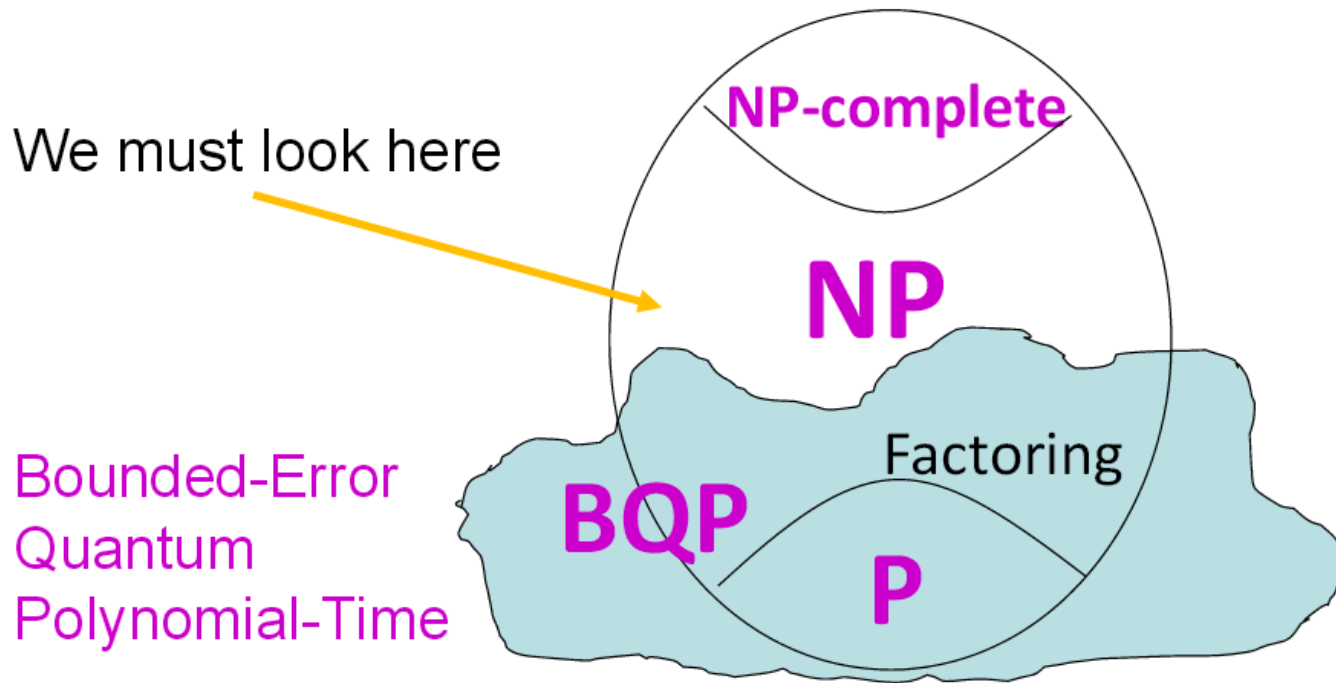 NP-complete
We must look here
NP
Factoring
Bounded-Error
Quantum
Polynomial-Time
BQP
P